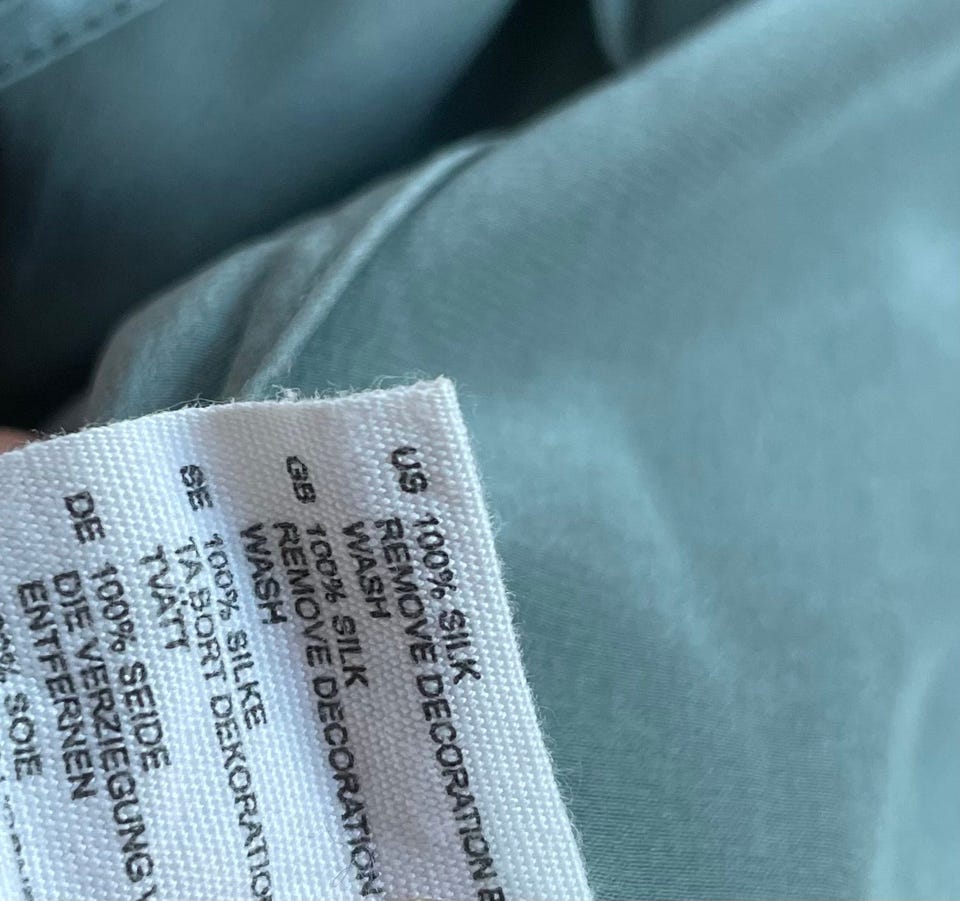 US 100% SILK
REMOVE DECORATION
WASH
GB 100% SILK
REMOVE DECORATION
WASH
SE 100% SILKE
TA BORT DEKORATIO
TVÄTT
DE 100% SEIDE
DIE VERZIEGUNG
ENTFERNEN
% SOIE